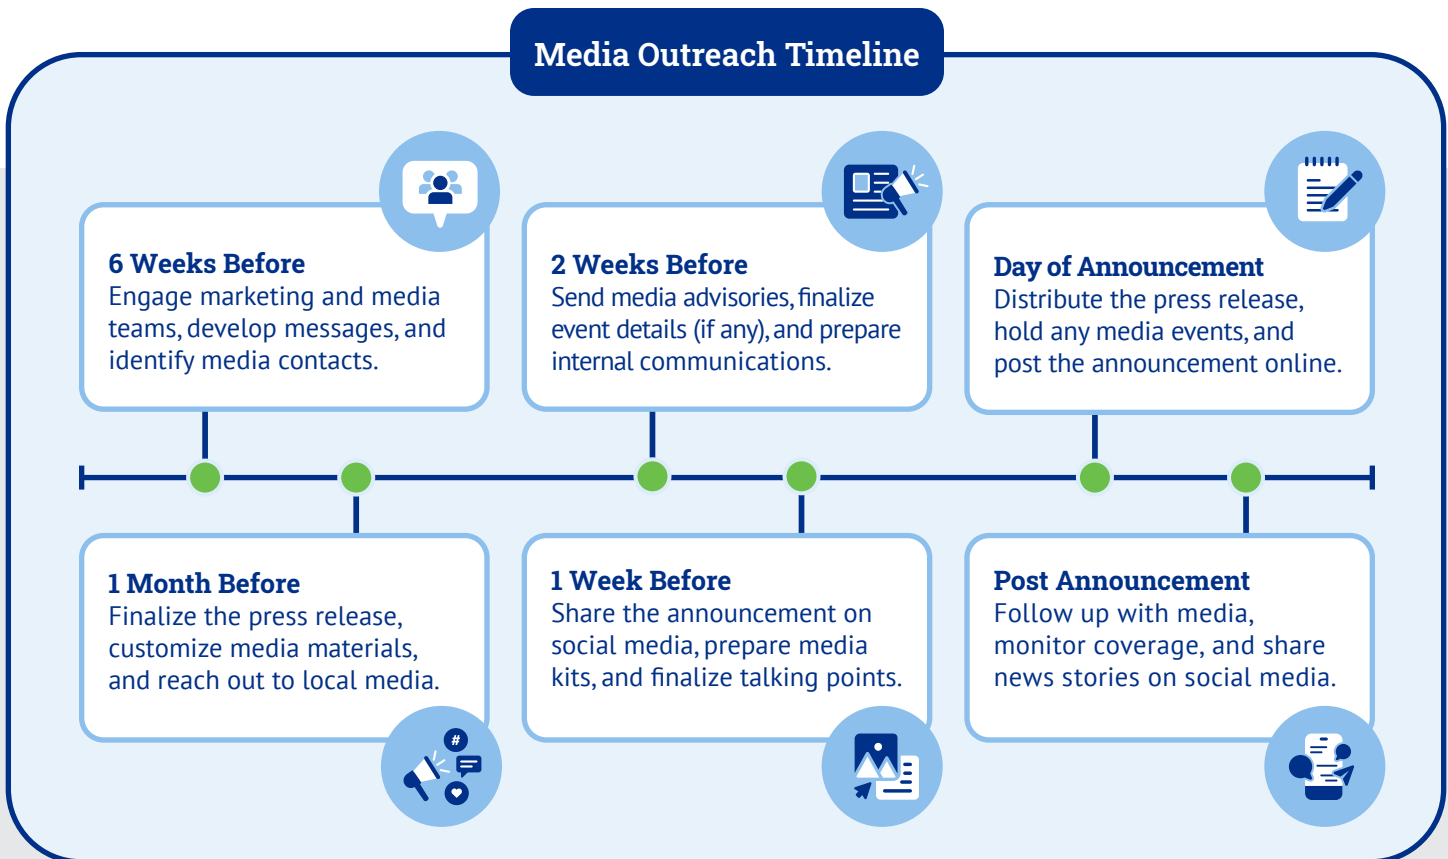 Media Outreach Timeline
6 Weeks Before
Engage marketing and media
teams, develop messages, and
identify media contacts.
1 Month Before
Finalize the press release,
customize media materials,
and reach out to local media.
2 Weeks Before
Send media advisories, finalize
event details (if any), and prepare
internal communications.
1 Week Before
Share the announcement on
social media, prepare media
kits, and finalize talking points.
Day of Announcement
Distribute the press release,
hold any media events, and
post the announcement online.
Post Announcement
Follow up with media,
monitor coverage, and share
news stories on social media.
#